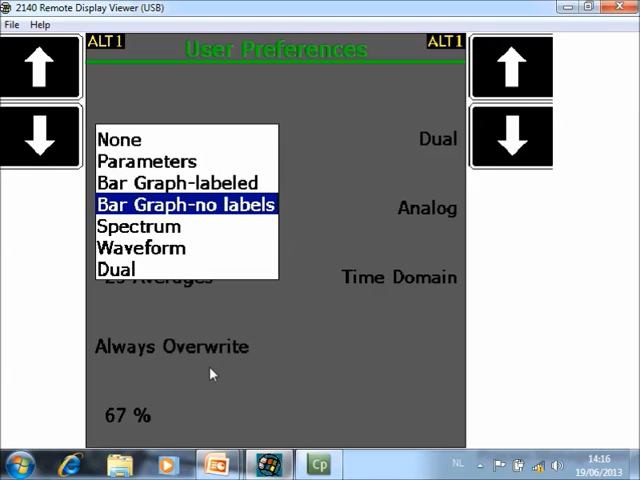 2140 Remote Display Viewer (USB)
File Help
ALT1 User Preferences ALT1
None
Parameters
Bar Graph-labeled
Bar Graph-no labels
Spectrum
Waveform
Dual
Dual
Analog
Averages Time Domain
Always Overwrite
67 %
Cp
NL
14:16
19/06/2013